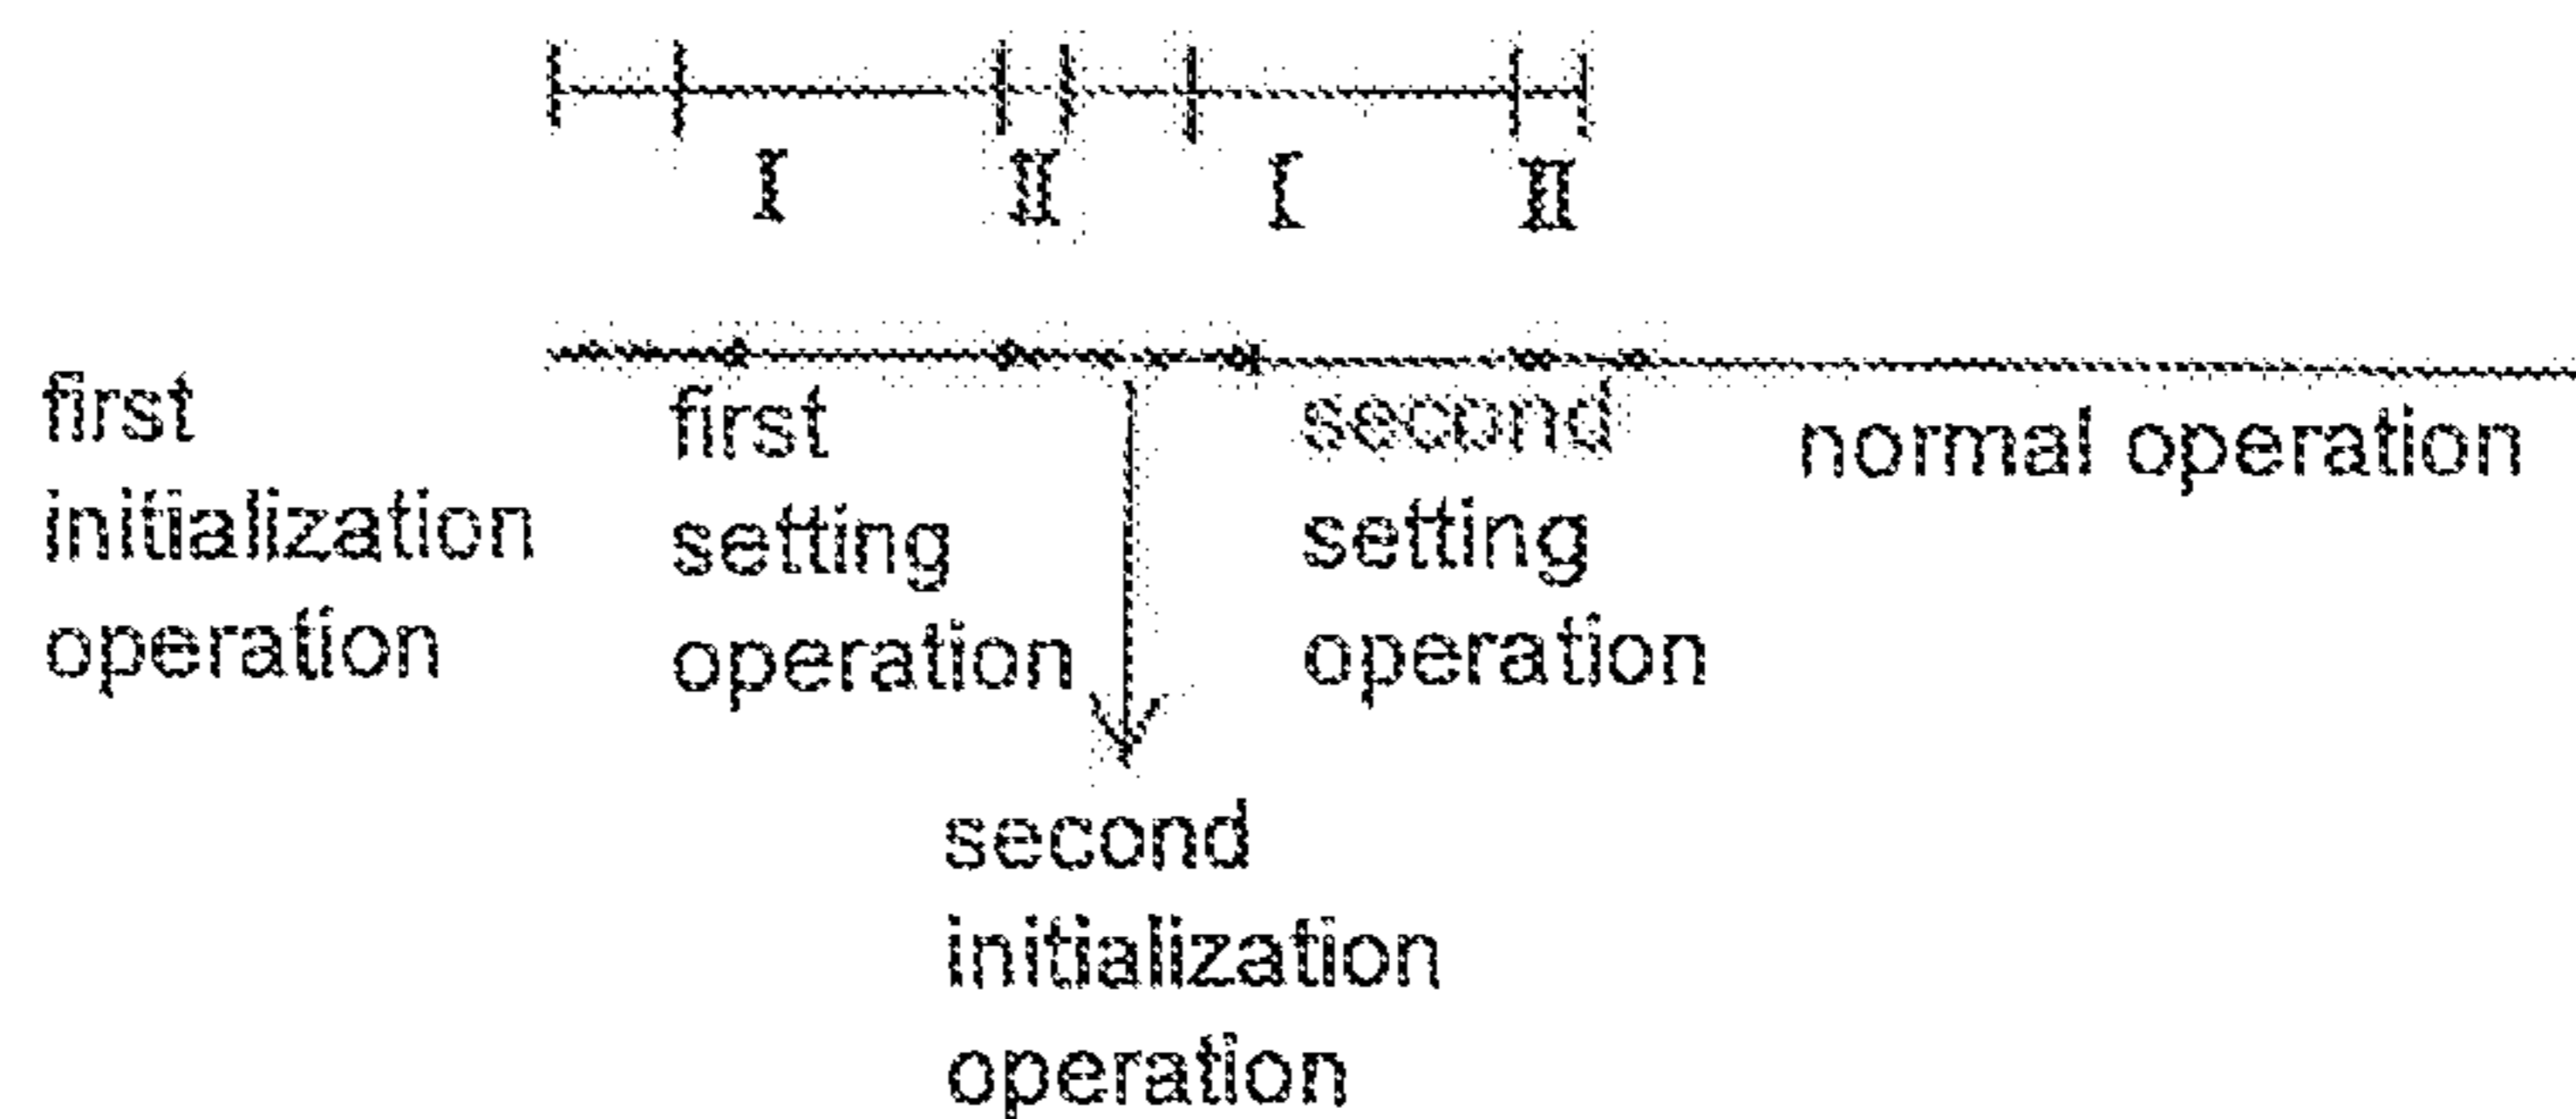 I II I II
first
initialization
operation
first
setting
operation
second
setting
operation
normal operation
second
initialization
operation